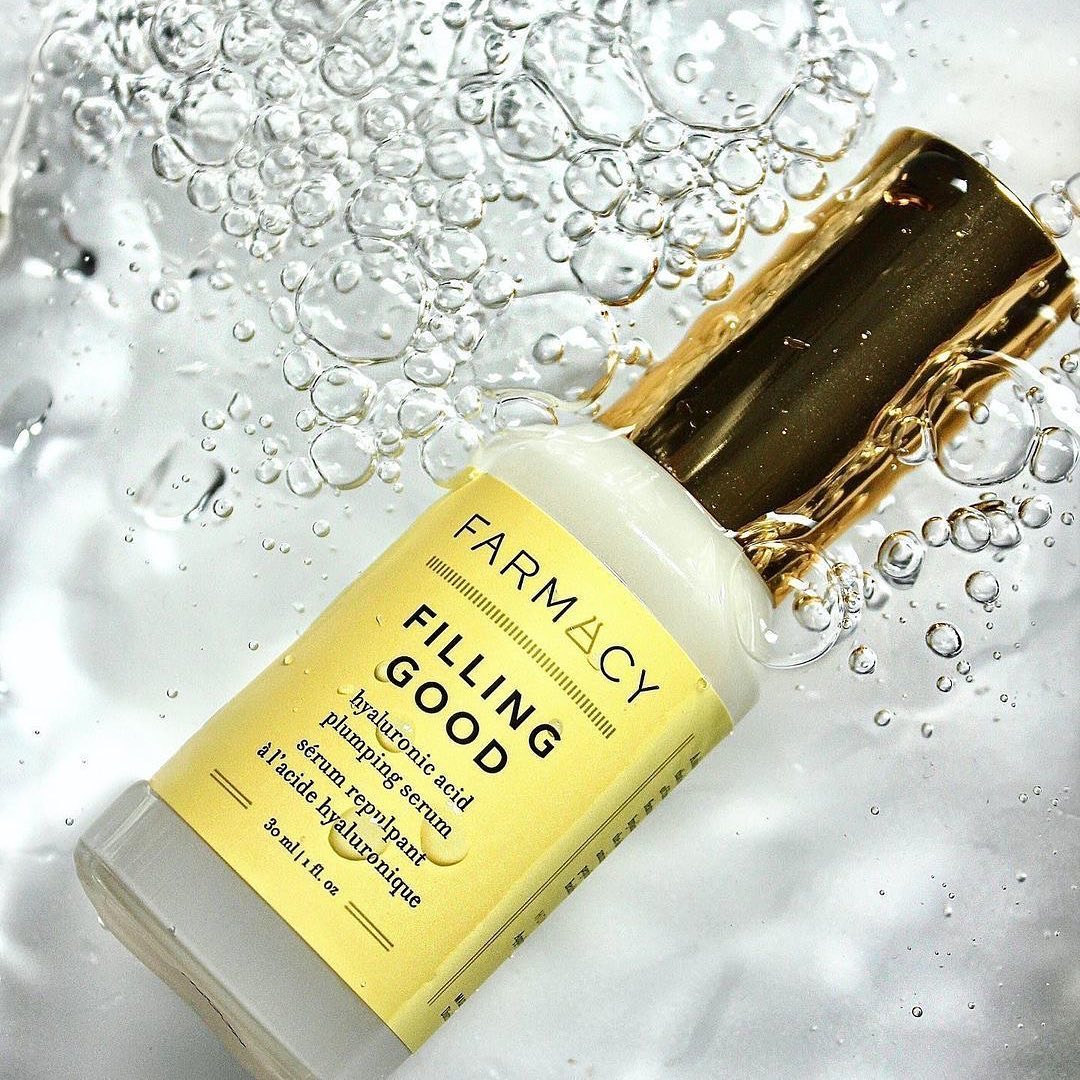 FARMACY
FILLING
GOOD
hyaluronic acid
plumping serum
sérum repulpant
à l'acide hyaluronique
30 ml | 1 fl. oz